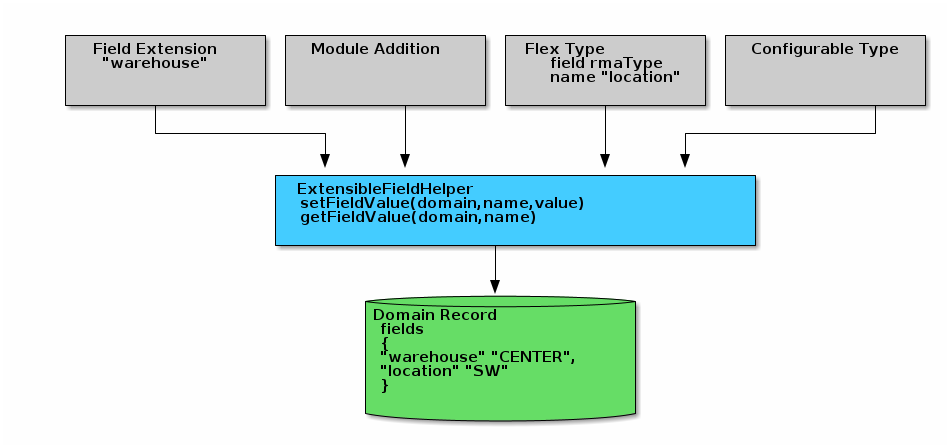 Field Extension
"warehouse"
Module Addition
Flex Type
field rmaType
name "location"
Configurable Type
ExtensibleFieldHelper
setFieldValue(domain,name,value)
getFieldValue(domain,name)
Domain Record
fields
{
"warehouse" "CENTER",
"location" "SW"
}